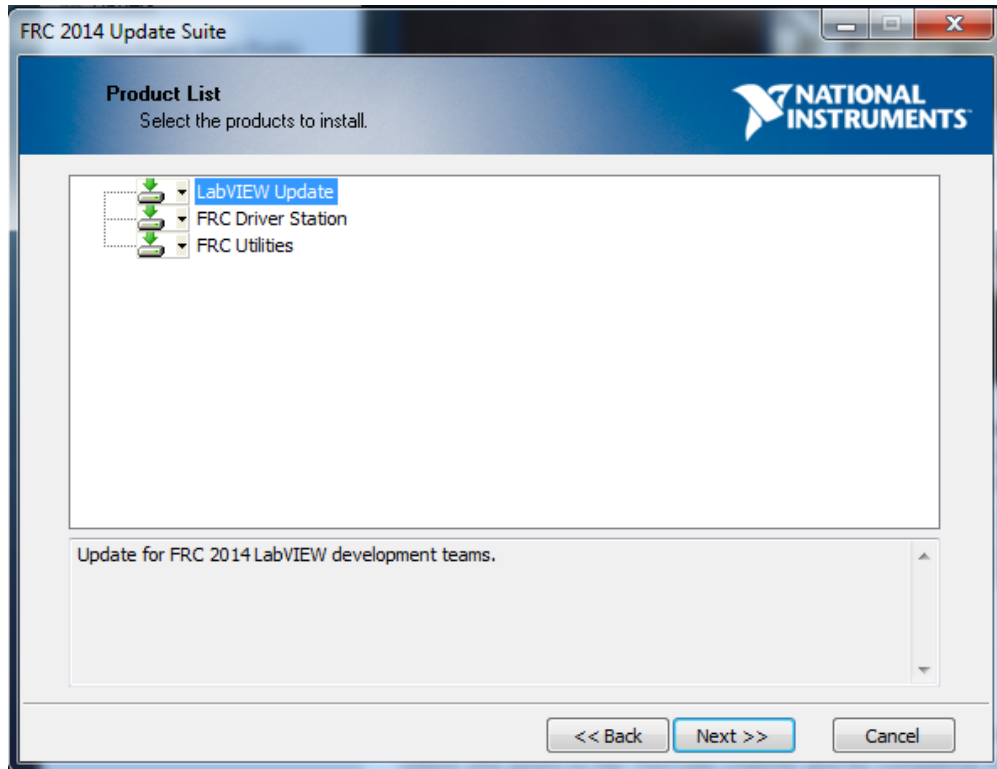 FRC 2014 Update Suite
Product List
Select the products to install.
NATIONAL
INSTRUMENTS
LabVIEW Update
FRC Driver Station
FRC Utilities
Update for FRC 2014 LabVIEW development teams.
<< Back Next >> Cancel